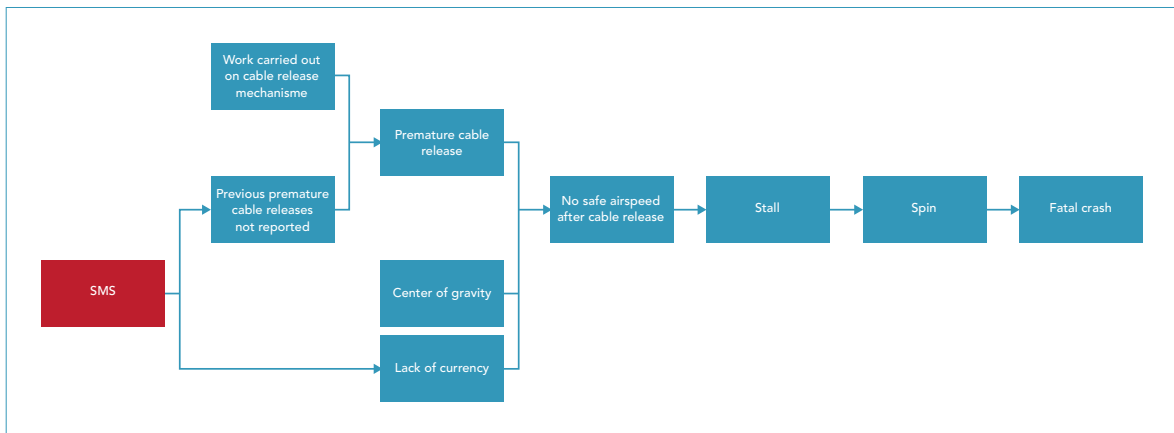 Work carried out
on cable release
mechanisme
Premature cable
release
Previous premature
cable releases
not reported
No safe airspeed
after cable release
Stall
Spin
Fatal crash
SMS
Center of gravity
Lack of currency